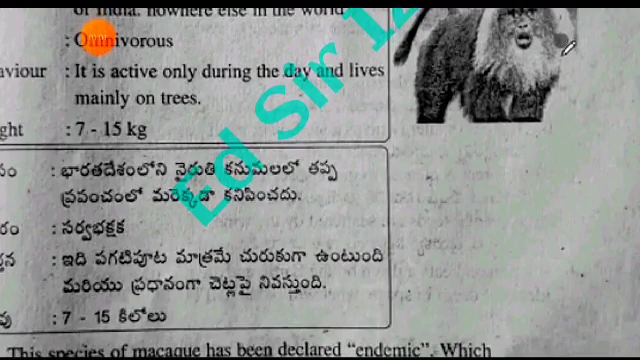 of India. nowhere else in the world
: Omnivorous
aviour : It is active only during the day and lives
mainly on trees.
ght : 7 - 15 kg
Ed Sir 12
సం : భారతదేశంలోని నైరుతి కనుమలలో తప్ప
ప్రపంచంలో మరెక్కడా కనిపించదు.
రం : సర్వభక్షక
ర్తన : ఇది పగటిపూట మాత్రమే చురుకుగా ఉంటుంది
మరియు ప్రధానంగా చెట్లపై నివస్తుంది.
వు : 7 - 15 కిలోలు
This species of macaque has been declared “endemic”. Which